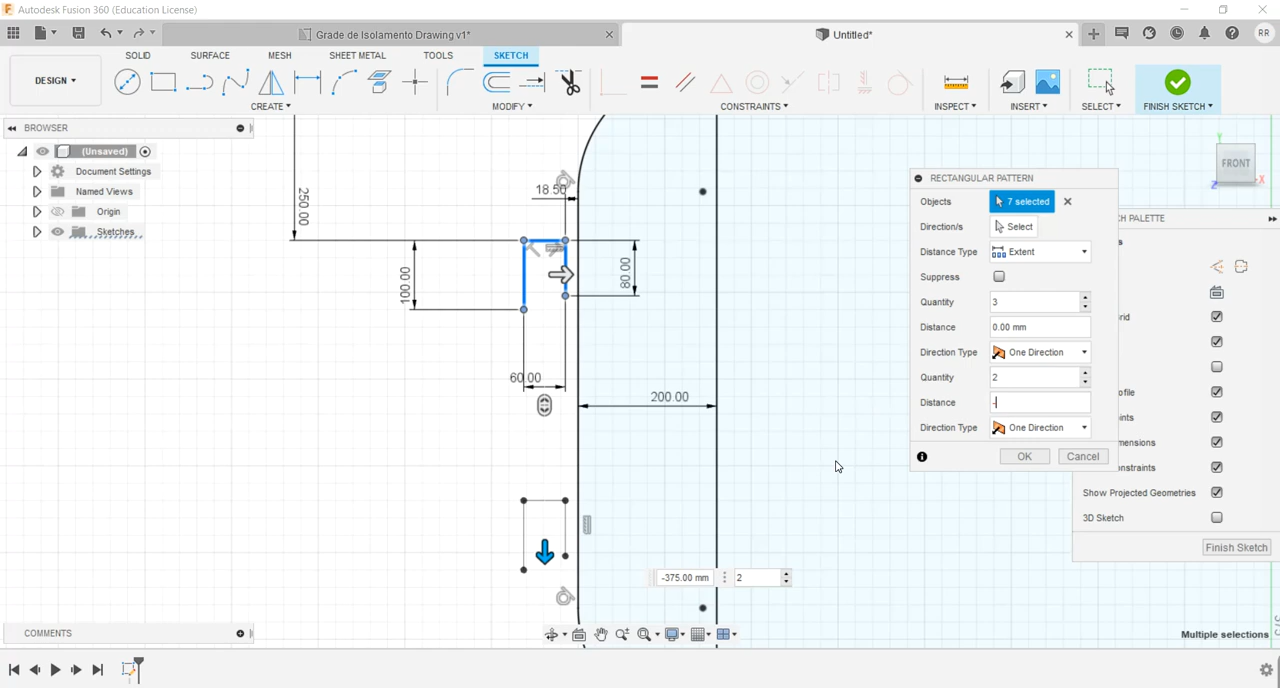 Autodesk Fusion 360 (Education License)
Grade de Isolamento Drawing v1*
Untitled*
RR
DESIGN
SOLID
SURFACE
MESH
SHEET METAL
TOOLS
SKETCH
CREATE
MODIFY
CONSTRAINTS
INSPECT
INSERT
SELECT
FINISH SKETCH
BROWSER
(Unsaved)
Document Settings
Named Views
Origin
Sketches
FRONT
Y
Z
X
250.00
18.50
100.00
80.00
60.00
200.00
RECTANGULAR PATTERN
Objects
7 selected
Direction/s
Select
Distance Type
Extent
Suppress
Quantity
3
Distance
0.00 mm
Direction Type
One Direction
Quantity
2
Distance
-
Direction Type
One Direction
OK
Cancel
CH PALETTE
Show Projected Geometries
3D Sketch
Finish Sketch
-375.00 mm
2
Multiple selections
COMMENTS